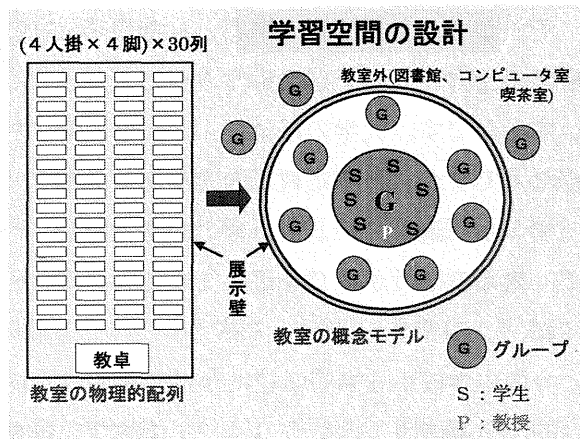 学習空間の設計
(4人掛×4脚)×30列
教室外(図書館、コンピュータ室
喫茶室)
G
G
G
G
G
G
S
S
S
S
G
S
S
P
S
G
G
G
G
展示壁
教卓
教室の物理的配列
教室の概念モデル
G グループ
S：学生
P：教授